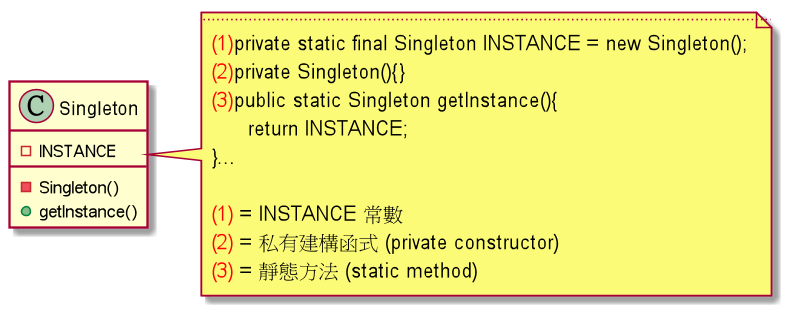 C Singleton
INSTANCE
Singleton()
getInstance()
(1)private static final Singleton INSTANCE = new Singleton();
(2)private Singleton(){}
(3)public static Singleton getInstance(){
return INSTANCE;
}...
(1) = INSTANCE 常數
(2) = 私有建構函式 (private constructor)
(3) = 靜態方法 (static method)